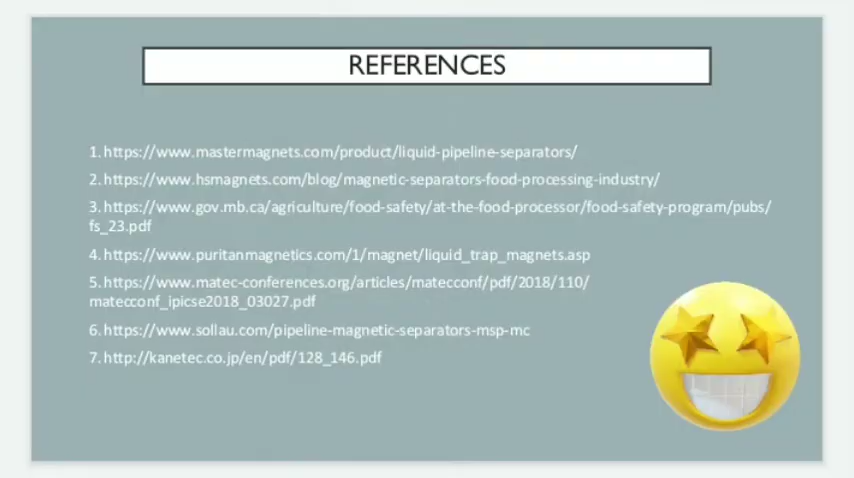 REFERENCES
1. https://www.mastermagnets.com/product/liquid-pipeline-separators/
2. https://www.hsmagnets.com/blog/magnetic-separators-food-processing-industry/
3. https://www.gov.mb.ca/agriculture/food-safety/at-the-food-processor/food-safety-program/pubs/
fs_23.pdf
4. https://www.puritanmagnetics.com/1/magnet/liquid_trap_magnets.asp
5. https://www.matec-conferences.org/articles/matecconf/pdf/2018/110/
matecconf_ipicse2018_03027.pdf
6. https://www.sollau.com/pipeline-magnetic-separators-msp-mc
7. http://kanetec.co.jp/en/pdf/128_146.pdf